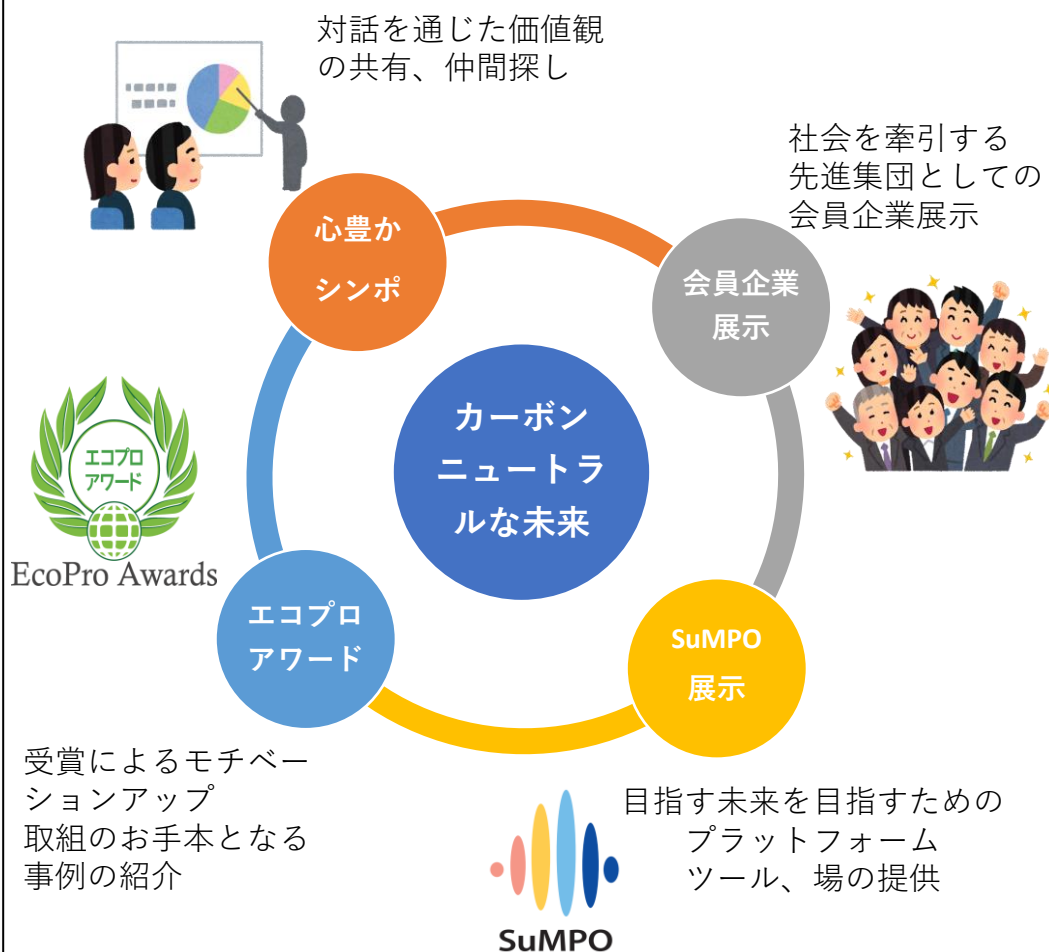 対話を通じた価値観
の共有、仲間探し
社会を牽引する
先進集団としての
会員企業展示
心豊か
シンポ
会員企業
展示
カーボン
ニュートラ
ルな未来
エコプロ
アワード
EcoPro Awards
エコプロ
アワード
SuMPO
展示
受賞によるモチベー
ションアップ
取組のお手本となる
事例の紹介
目指す未来を目指すための
プラットフォーム
ツール、場の提供
SuMPO